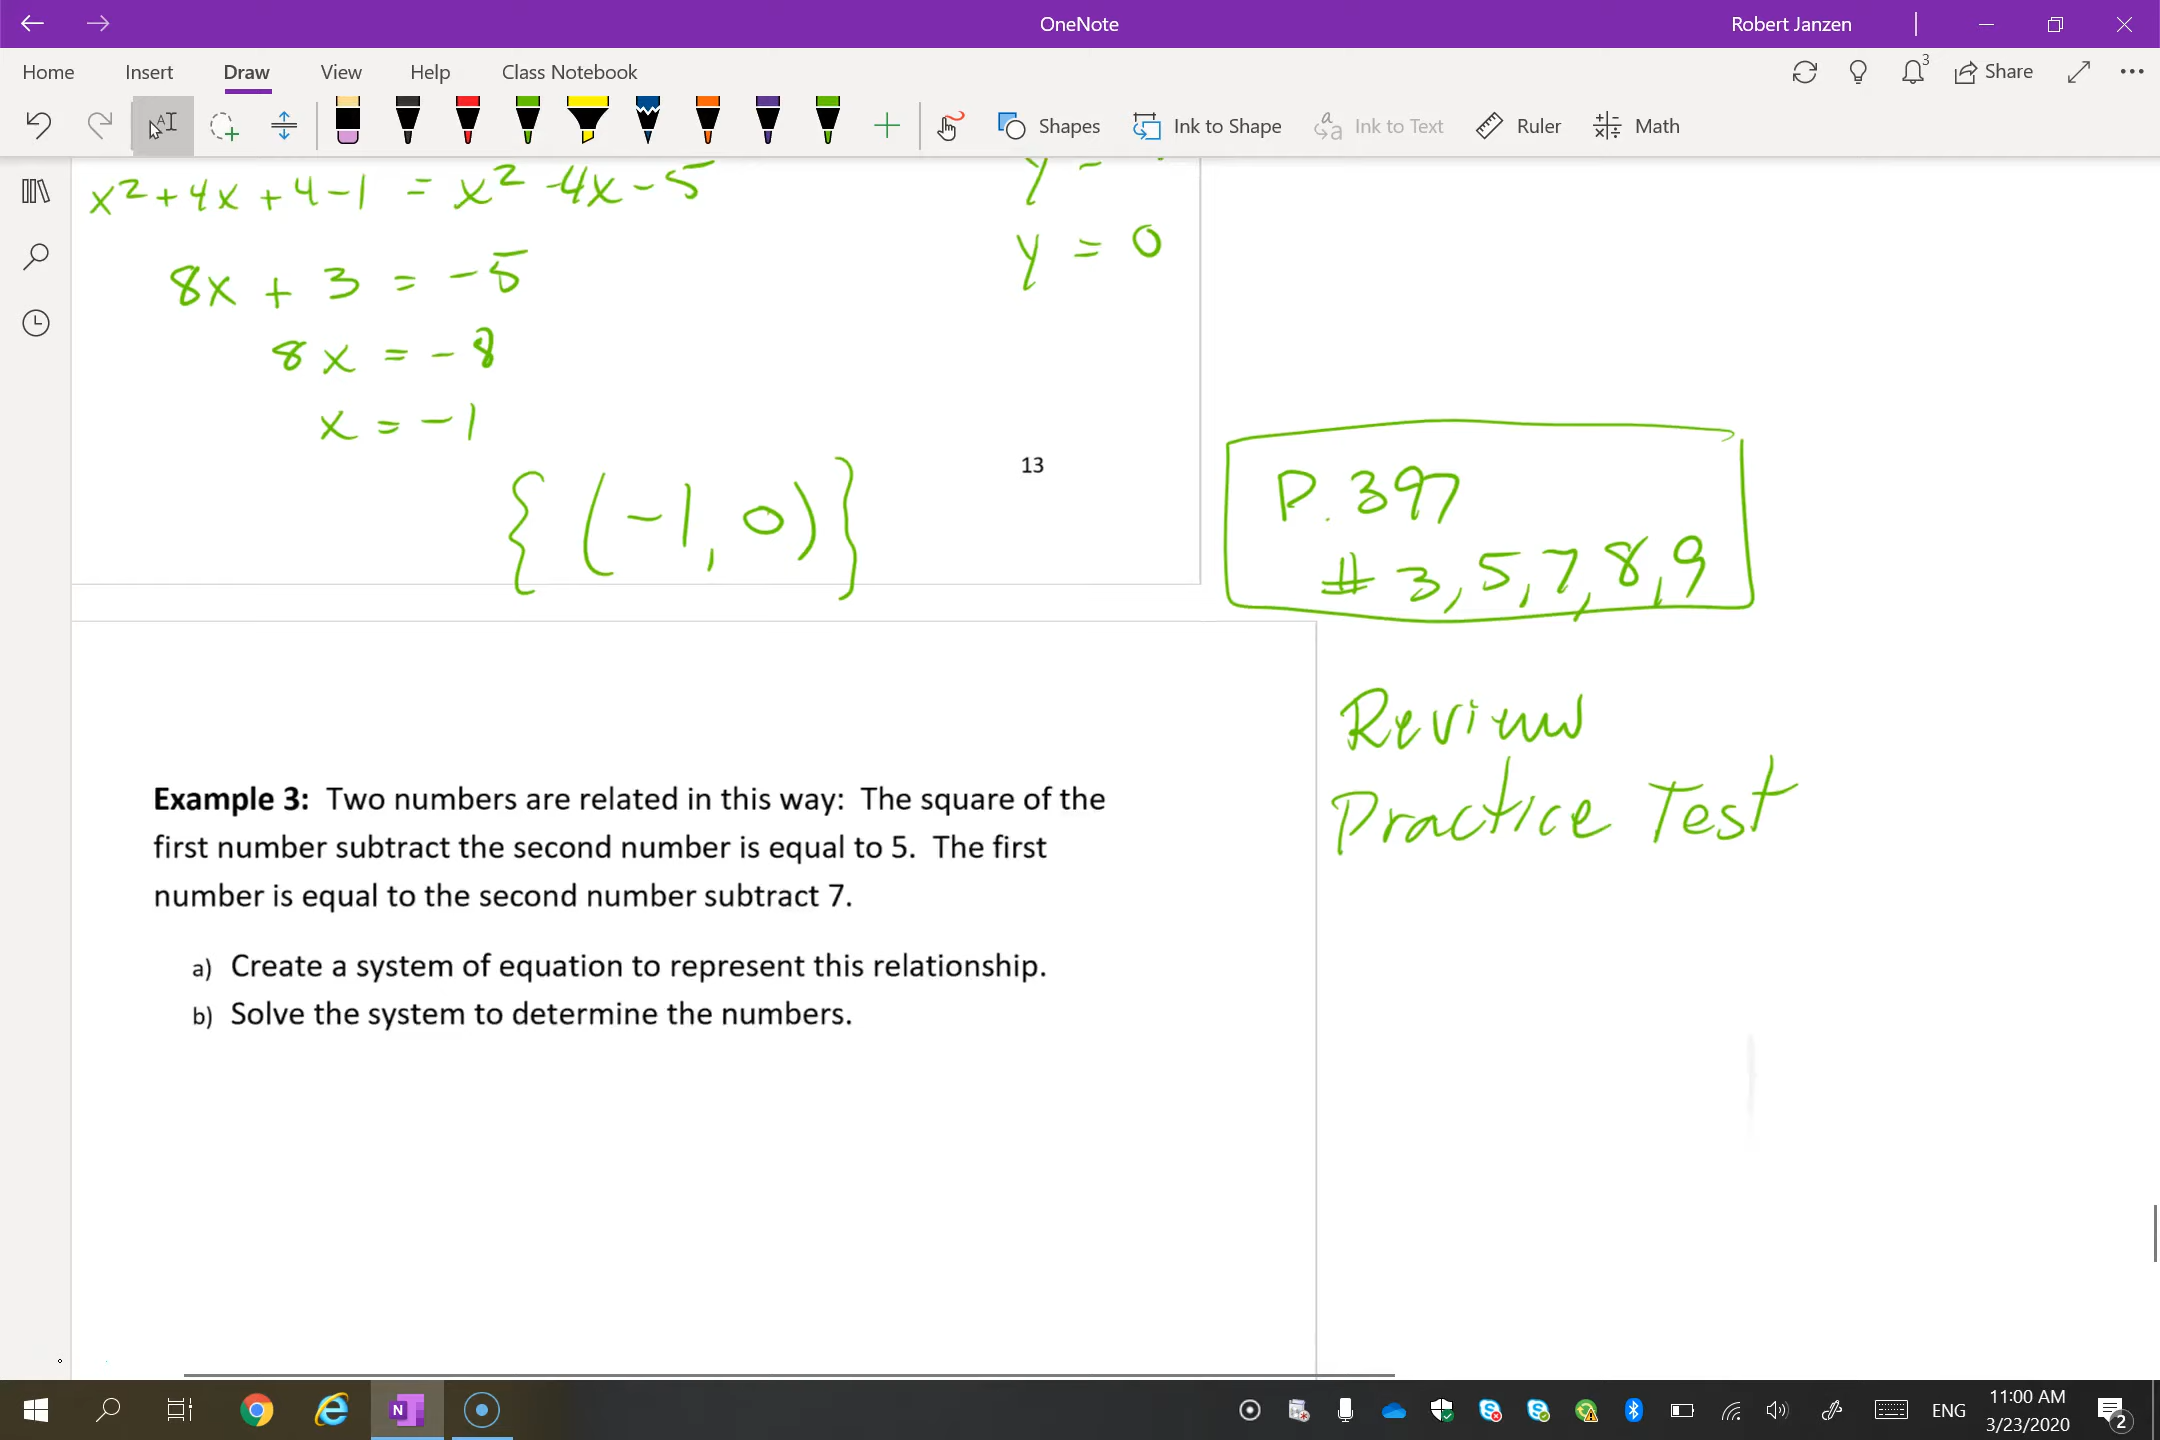 OneNote
Robert Janzen
Home Insert Draw View Help Class Notebook
3
Share
Shapes
Ink to Shape
Ink to Text
Ruler
Math
x² + 4x + 4 - 1 = x² - 4x - 5
8x + 3 = -5
8x = -8
x = -1
{(-1, 0)}
y =
y = 0
13
P. 397
# 3, 5, 7, 8, 9
Review
Practice Test
Example 3: Two numbers are related in this way: The square of the
first number subtract the second number is equal to 5. The first
number is equal to the second number subtract 7.
a) Create a system of equation to represent this relationship.
b) Solve the system to determine the numbers.
ENG
11:00 AM
3/23/2020
2